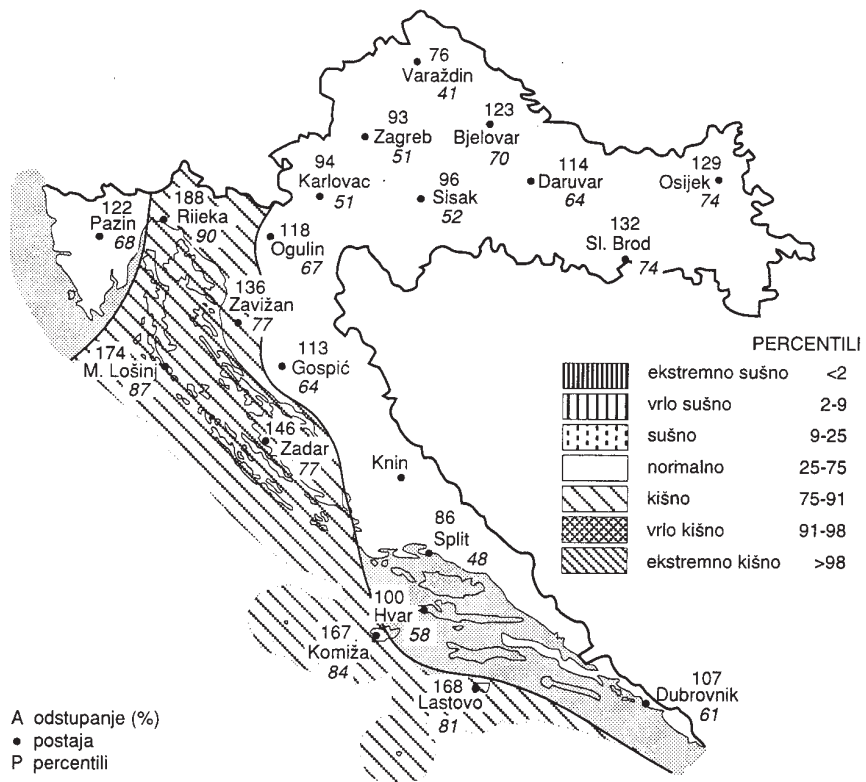 76
Varaždin
41
93
Zagreb
51
123
Bjelovar
70
94
Karlovac
51
96
Sisak
52
114
Daruvar
64
129
Osijek
74
132
Sl. Brod
74
122
Pazin
68
188
Rijeka
90
118
Ogulin
67
136
Zavižan
77
113
Gospić
64
174
M. Lošinj
87
146
Zadar
77
Knin
86
Split
48
100
Hvar
58
167
Komiža
84
168
Lastovo
81
107
Dubrovnik
61
PERCENTILI
ekstremno sušno <2
vrlo sušno 2-9
sušno 9-25
normalno 25-75
kišno 75-91
vrlo kišno 91-98
ekstremno kišno >98
A odstupanje (%)
• postaja
P percentili